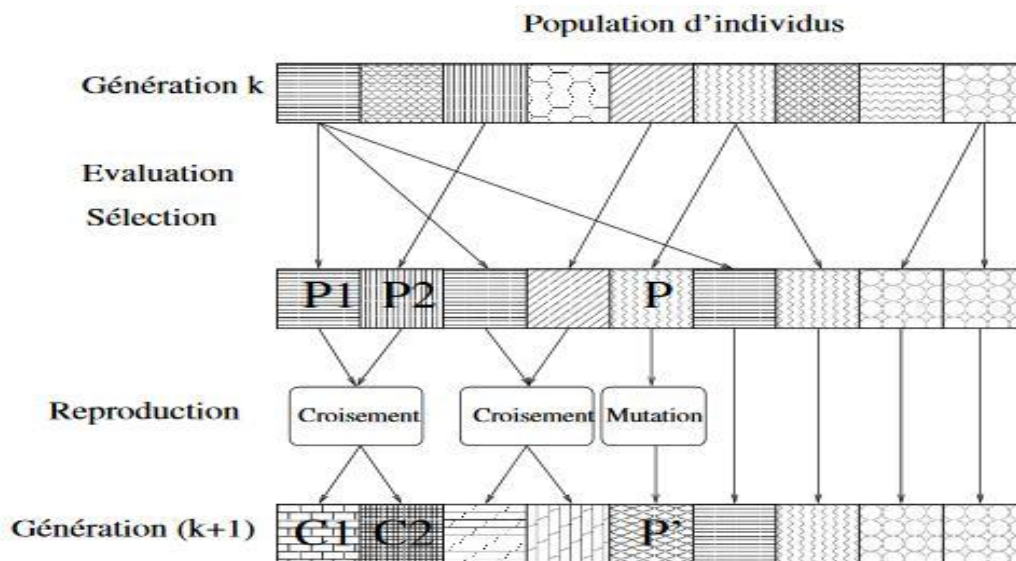 Population d'individus
Génération k
Evaluation
Sélection
P1 P2 P
Reproduction
Croisement Croisement Mutation
Génération (k+1)
C1 C2 P'